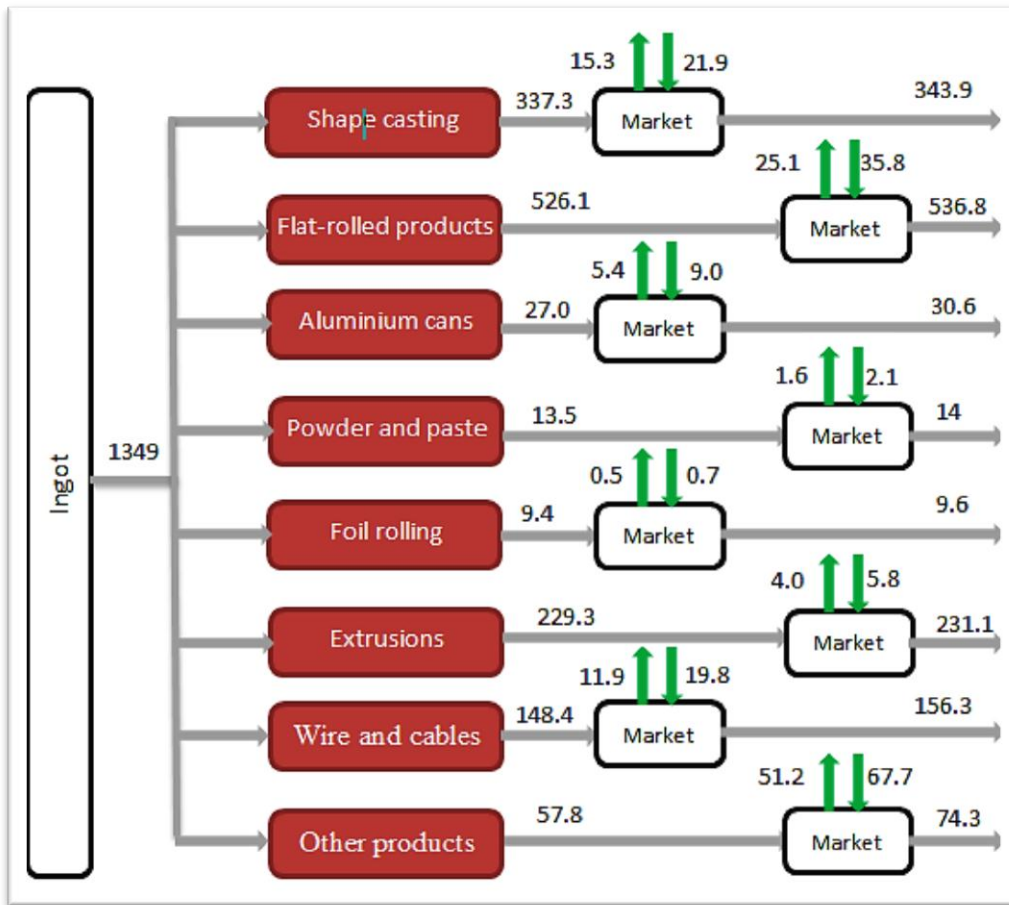 15.3
21.9
Shape casting
337.3
Market
343.9
25.1
35.8
Flat-rolled products
526.1
Market
536.8
5.4
9.0
Aluminium cans
27.0
Market
30.6
1.6
2.1
Powder and paste
13.5
Market
14
Ingot
1349
0.5
0.7
Foil rolling
9.4
Market
9.6
4.0
5.8
Extrusions
229.3
Market
231.1
11.9
19.8
Wire and cables
148.4
Market
156.3
51.2
67.7
Other products
57.8
Market
74.3